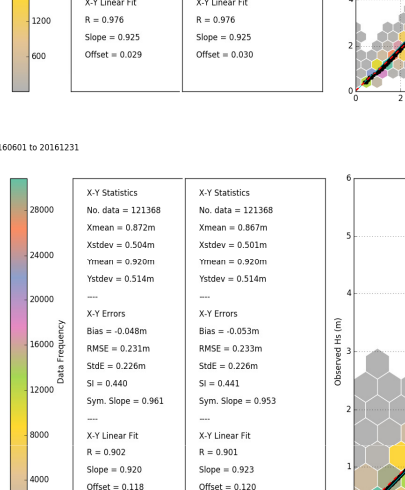 X-Y Linear Fit
R = 0.976
Slope = 0.925
Offset = 0.029
X-Y Linear Fit
R = 0.976
Slope = 0.925
Offset = 0.030
1200
600
4
2
0
0
2
160601 to 20161231
28000
24000
20000
16000
12000
8000
4000
Data Frequency
X-Y Statistics
No. data = 121368
Xmean = 0.872m
Xstdev = 0.504m
Ymean = 0.920m
Ystdev = 0.514m
----
X-Y Errors
Bias = -0.048m
RMSE = 0.231m
StdE = 0.226m
SI = 0.440
Sym. Slope = 0.961
----
X-Y Linear Fit
R = 0.902
Slope = 0.920
Offset = 0.118
X-Y Statistics
No. data = 121368
Xmean = 0.867m
Xstdev = 0.501m
Ymean = 0.920m
Ystdev = 0.514m
----
X-Y Errors
Bias = -0.053m
RMSE = 0.233m
StdE = 0.226m
SI = 0.441
Sym. Slope = 0.953
----
X-Y Linear Fit
R = 0.901
Slope = 0.923
Offset = 0.120
Observed Hs (m)
6
5
4
3
2
1